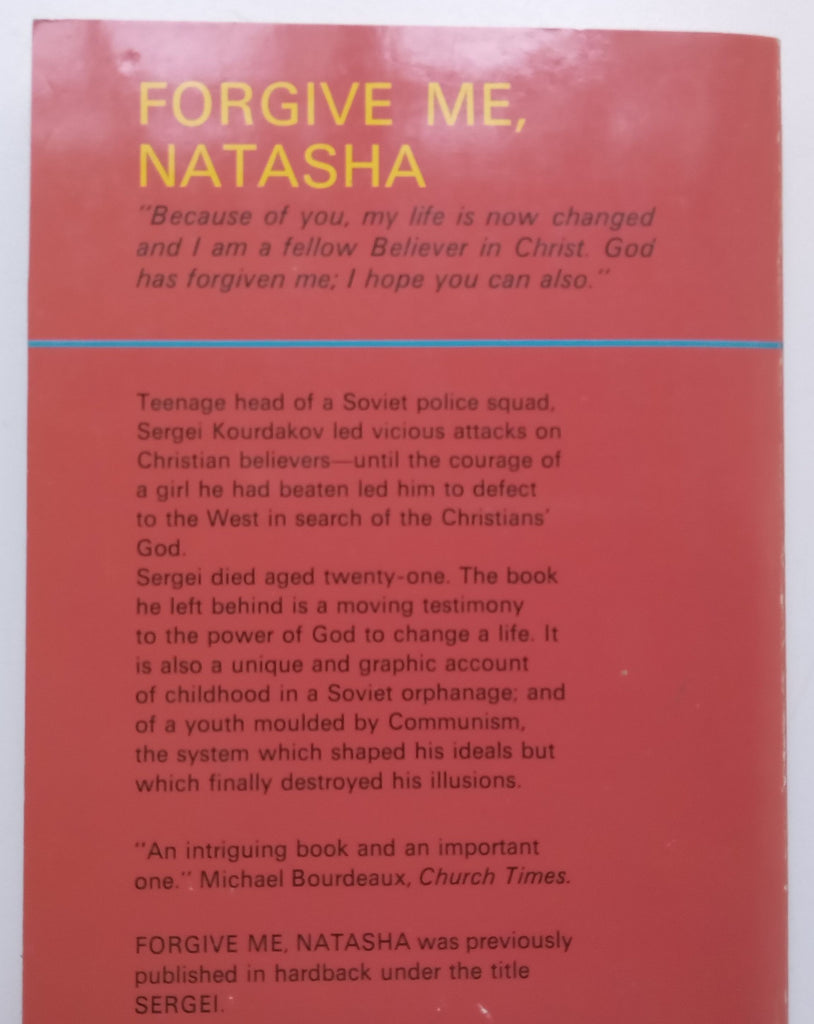 FORGIVE ME,
NATASHA
"Because of you, my life is now changed
and I am a fellow Believer in Christ. God
has forgiven me; I hope you can also."
Teenage head of a Soviet police squad,
Sergei Kourdakov led vicious attacks on
Christian believers—until the courage of
a girl he had beaten led him to defect
to the West in search of the Christians'
God.
Sergei died aged twenty-one. The book
he left behind is a moving testimony
to the power of God to change a life. It
is also a unique and graphic account
of childhood in a Soviet orphanage; and
of a youth moulded by Communism,
the system which shaped his ideals but
which finally destroyed his illusions.
"An intriguing book and an important
one." Michael Bourdeaux, Church Times.
FORGIVE ME, NATASHA was previously
published in hardback under the title
SERGEI.